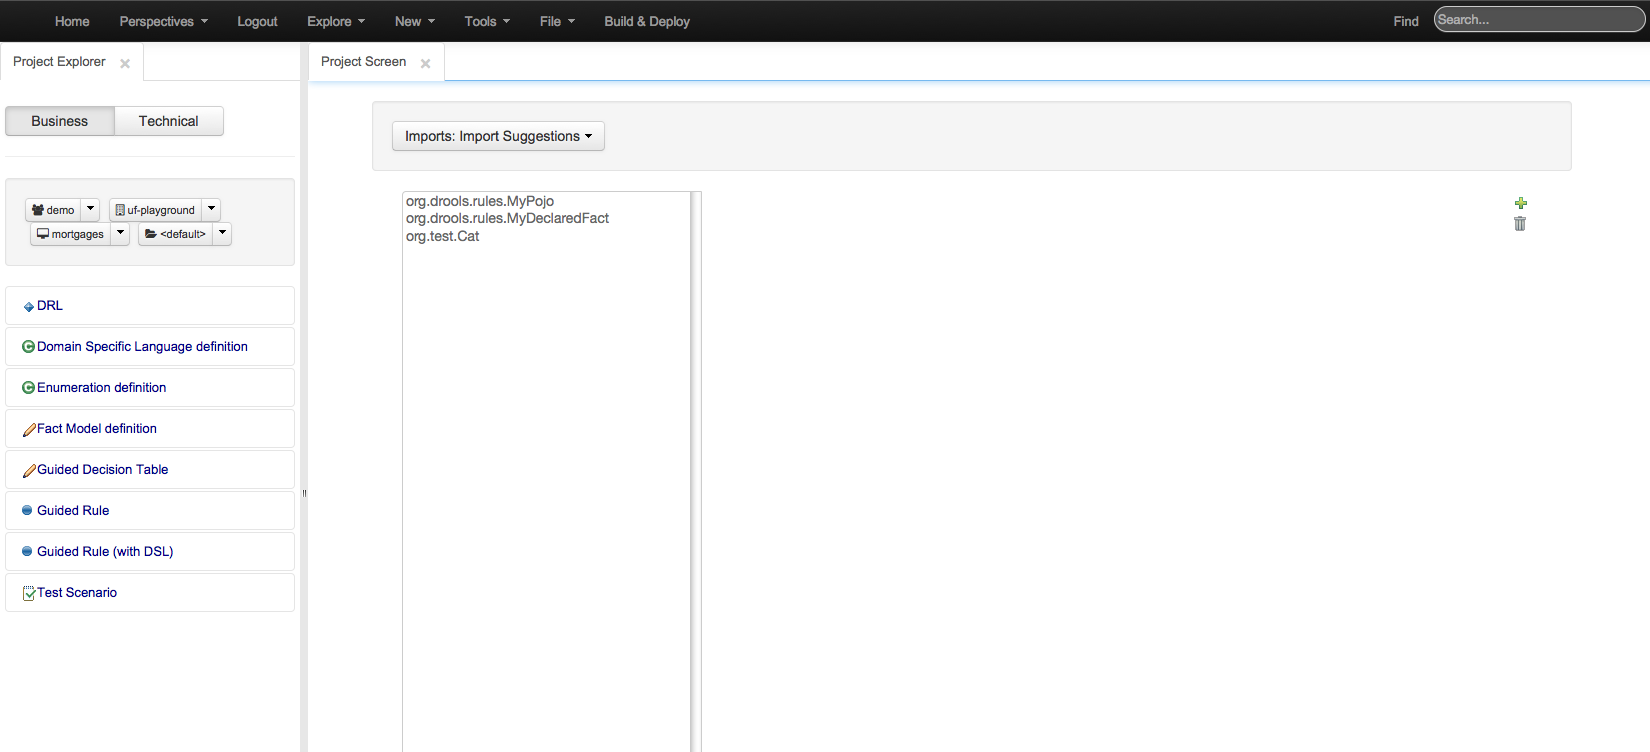 Home Perspectives Logout Explore New Tools File Build & Deploy Find Search...
Project Explorer
Project Screen
Business Technical
Imports: Import Suggestions
demo uf-playground
mortgages <default>
org.drools.rules.MyPojo
org.drools.rules.MyDeclaredFact
org.test.Cat
DRL
Domain Specific Language definition
Enumeration definition
Fact Model definition
Guided Decision Table
Guided Rule
Guided Rule (with DSL)
Test Scenario